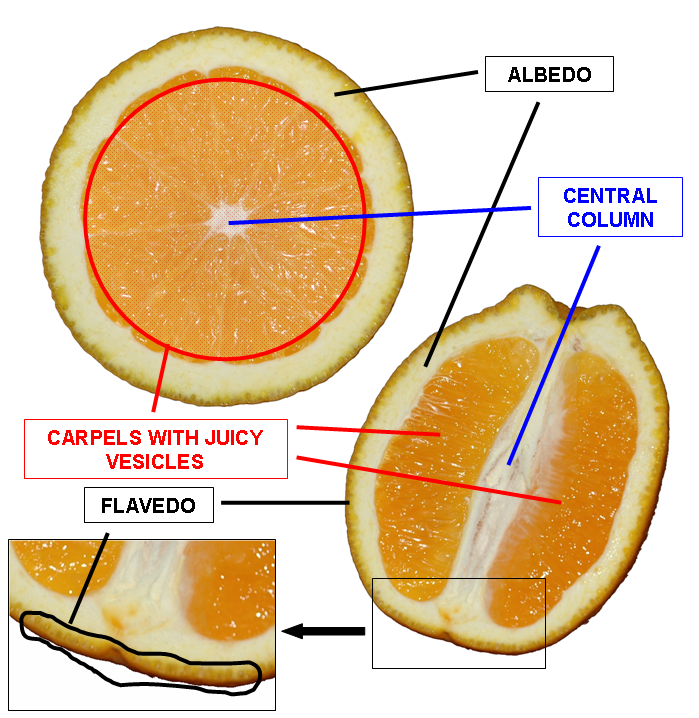 ALBEDO
CENTRAL
COLUMN
CARPELS WITH JUICY
VESICLES
FLAVEDO